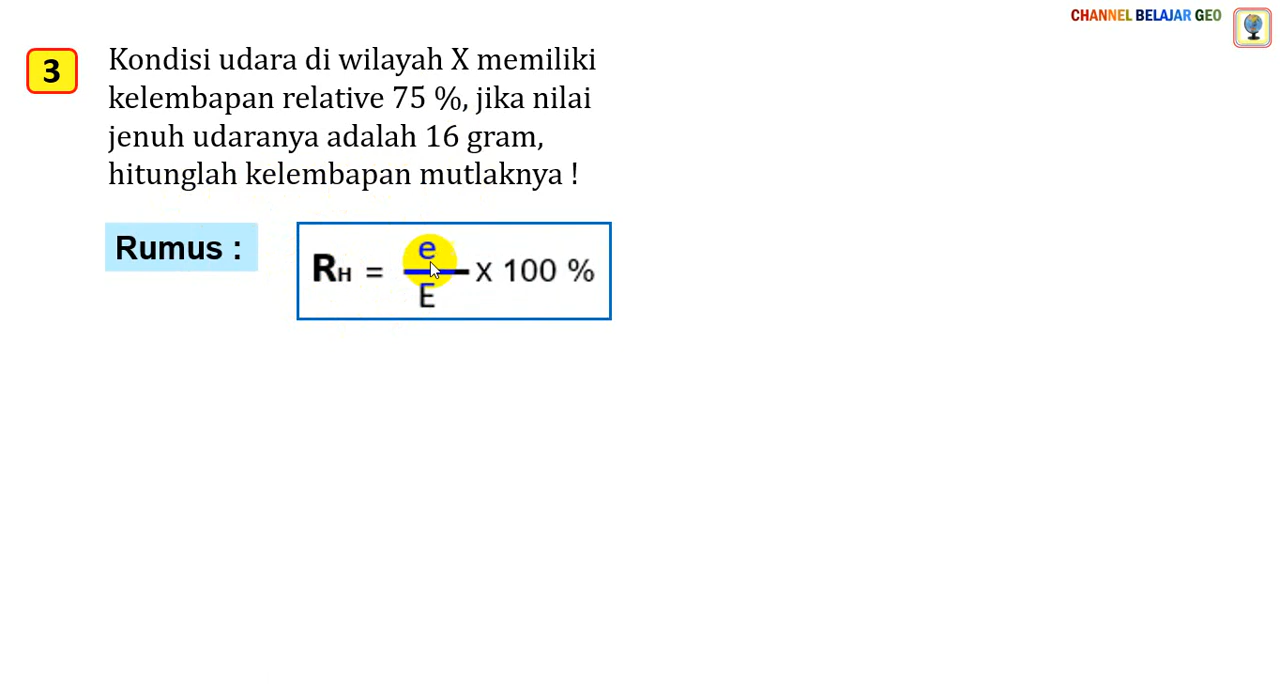 CHANNEL BELAJAR GEO
3
Kondisi udara di wilayah X memiliki
kelembapan relative 75 %, jika nilai
jenuh udaranya adalah 16 gram,
hitunglah kelembapan mutlaknya !
Rumus :
RH = e/E x 100 %